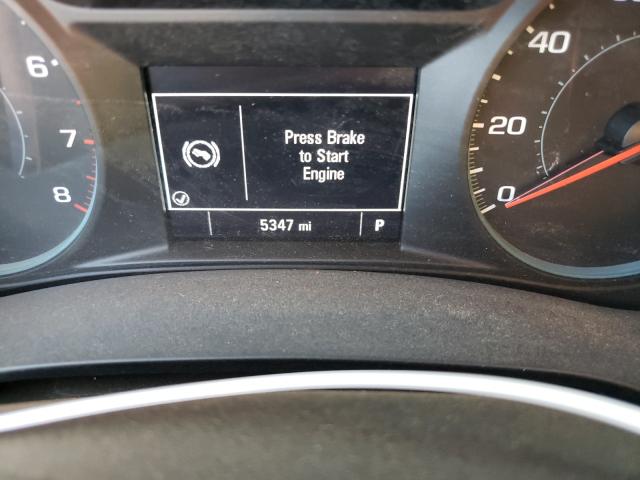 6
7
8
Press Brake
to Start
Engine
5347 mi
P
40
20
0